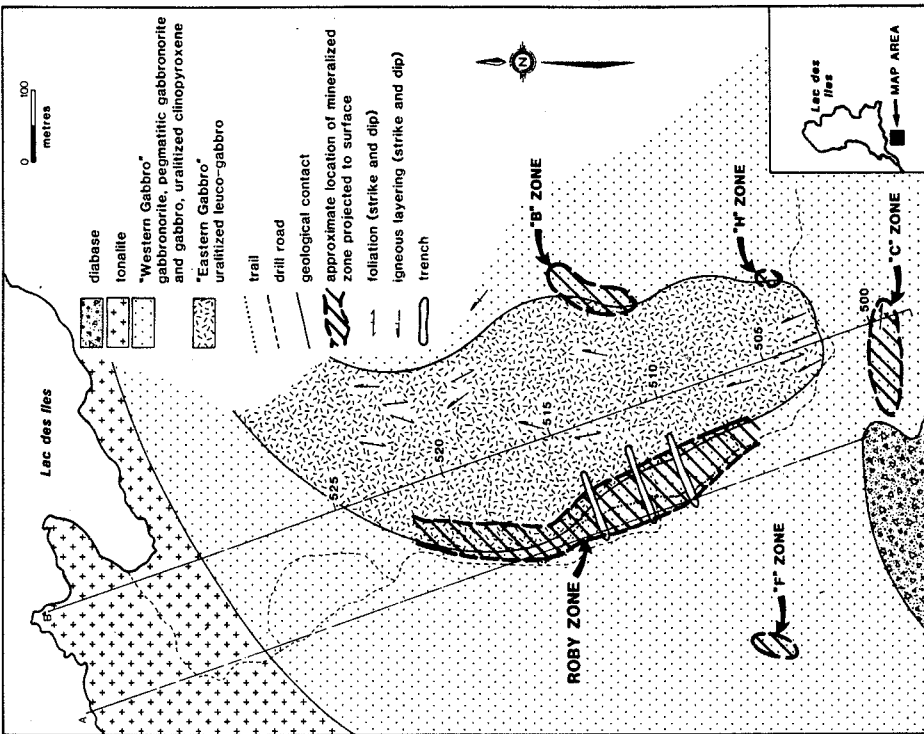 0 100
metres
Lac des Iles
diabase
tonalite
"Western Gabbro"
gabbronorite, pegmatitic gabbronorite
and gabbro, uralitized clinopyroxene
"Eastern Gabbro"
uralitized leuco-gabbro
trail
drill road
geological contact
approximate location of mineralized
zone projected to surface
foliation (strike and dip)
igneous layering (strike and dip)
trench
N
A
B
525
520
515
510
505
500
"B" ZONE
"H" ZONE
"C" ZONE
ROBY ZONE
"F" ZONE
Lac des
Iles
MAP AREA